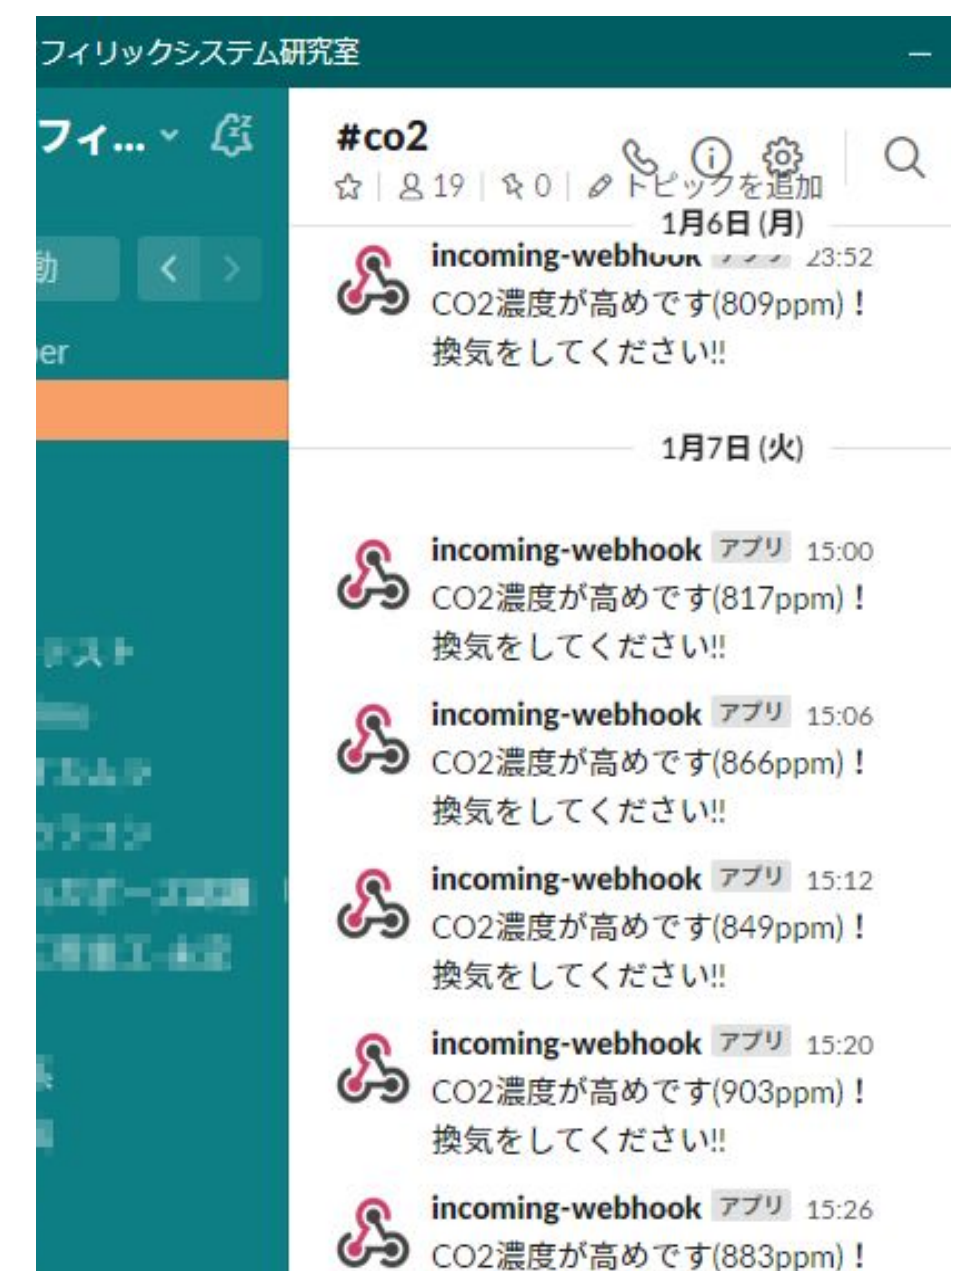 フィリックシステム研究室
フィ...
#co2
19
0
トピックを追加
動
1月6日 (月)
incoming-webhook アプリ 23:52
CO2濃度が高めです(809ppm)！
換気をしてください!!
er
1月7日 (火)
incoming-webhook アプリ 15:00
CO2濃度が高めです(817ppm)！
換気をしてください!!
テスト
incoming-webhook アプリ 15:06
CO2濃度が高めです(866ppm)！
換気をしてください!!
incoming-webhook アプリ 15:12
CO2濃度が高めです(849ppm)！
換気をしてください!!
incoming-webhook アプリ 15:20
CO2濃度が高めです(903ppm)！
換気をしてください!!
incoming-webhook アプリ 15:26
CO2濃度が高めです(883ppm)！